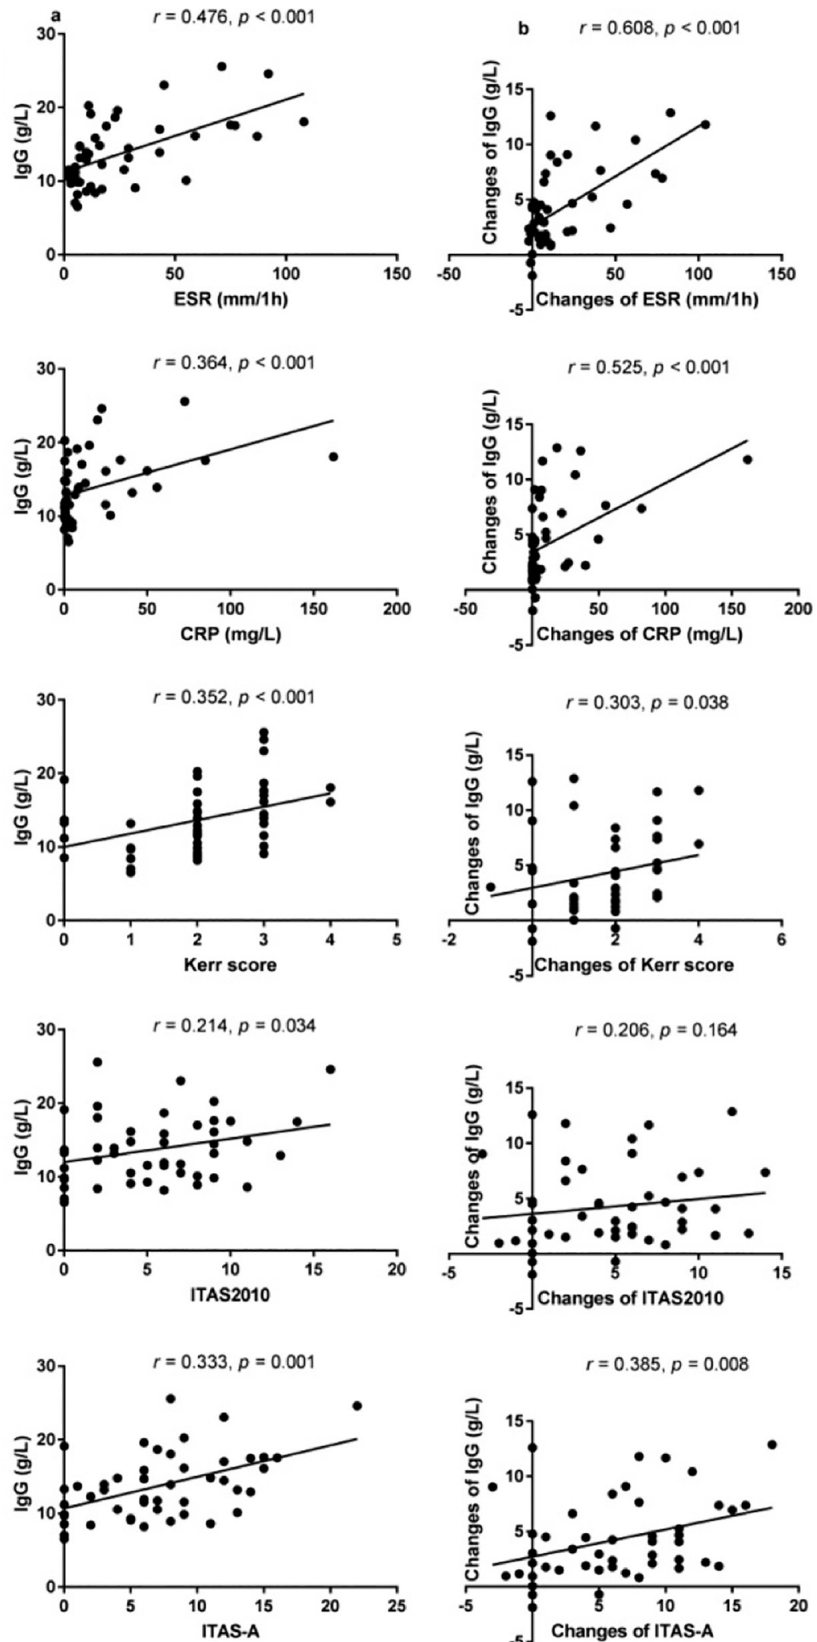 a
r = 0.476, p < 0.001
30
20
10
0
IgG (g/L)
0 50 100 150
ESR (mm/1h)
b
r = 0.608, p < 0.001
15
10
5
-5
Changes of IgG (g/L)
-50 50 100 150
Changes of ESR (mm/1h)
r = 0.364, p < 0.001
30
20
10
0
IgG (g/L)
0 50 100 150 200
CRP (mg/L)
r = 0.525, p < 0.001
15
10
5
-5
Changes of IgG (g/L)
-50 50 100 150 200
Changes of CRP (mg/L)
r = 0.352, p < 0.001
30
20
10
0
IgG (g/L)
0 1 2 3 4 5
Kerr score
r = 0.303, p = 0.038
15
10
5
-5
Changes of IgG (g/L)
-2 2 4 6
Changes of Kerr score
r = 0.214, p = 0.034
30
20
10
0
IgG (g/L)
0 5 10 15 20
ITAS2010
r = 0.206, p = 0.164
15
10
5
-5
Changes of IgG (g/L)
-5 5 10 15
Changes of ITAS2010
r = 0.333, p = 0.001
30
20
10
0
IgG (g/L)
0 5 10 15 20 25
ITAS-A
r = 0.385, p = 0.008
15
10
5
-5
Changes of IgG (g/L)
-5 5 10 15 20
Changes of ITAS-A